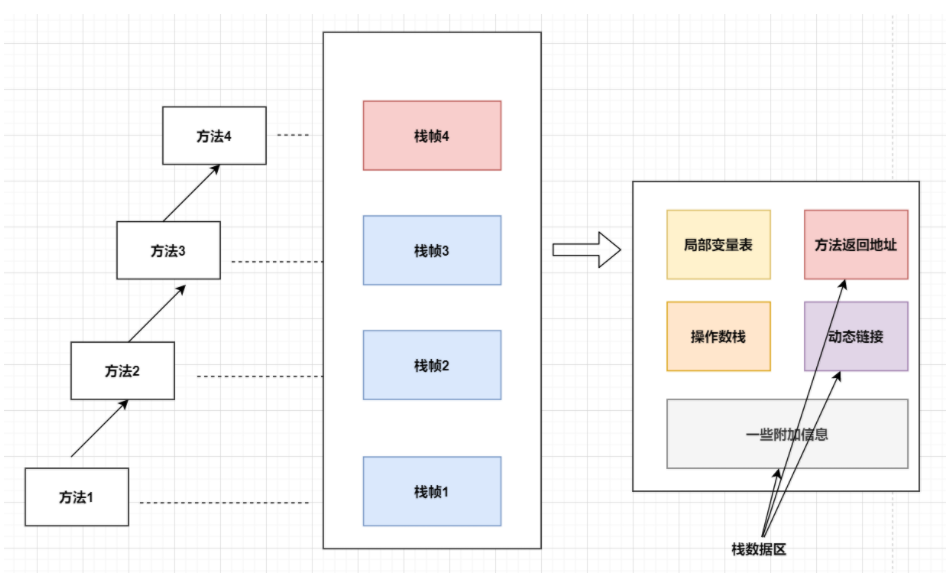 方法4
栈帧4
方法3
栈帧3
方法2
栈帧2
方法1
栈帧1
局部变量表
方法返回地址
操作数栈
动态链接
一些附加信息
栈数据区